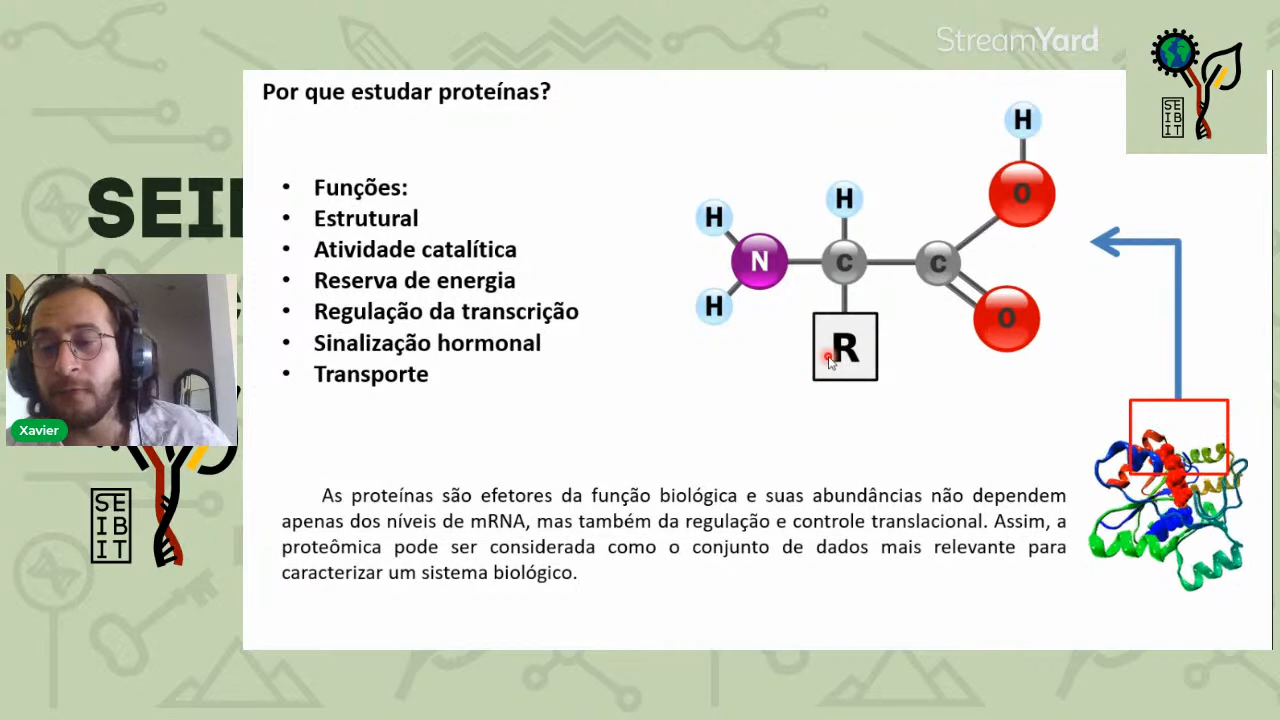 StreamYard
SE
IB
IT
Por que estudar proteínas?
• Funções:
• Estrutural
• Atividade catalítica
• Reserva de energia
• Regulação da transcrição
• Sinalização hormonal
• Transporte
H
H
H
O
H
N
C
C
H
O
R
SEI
Xavier
SE
IB
IT
As proteínas são efetores da função biológica e suas abundâncias não dependem
apenas dos níveis de mRNA, mas também da regulação e controle translacional. Assim, a
proteômica pode ser considerada como o conjunto de dados mais relevante para
caracterizar um sistema biológico.